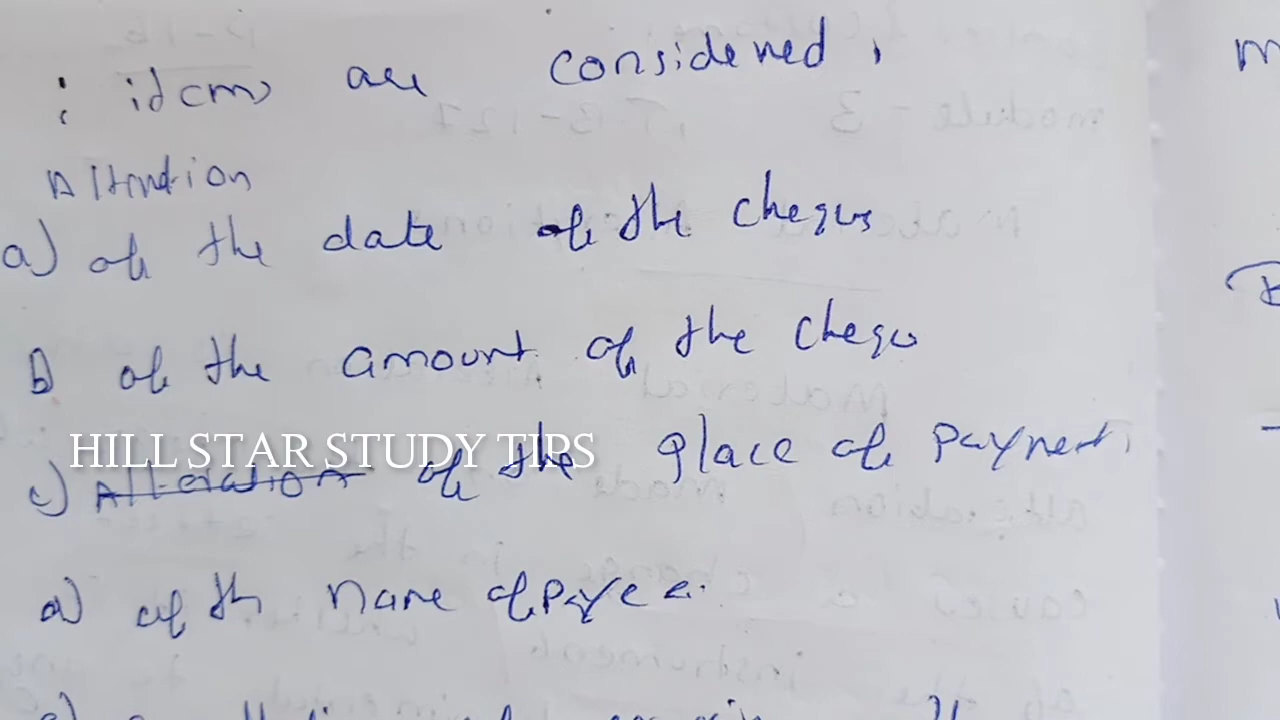 : items are considered,
Alteration
a) of the date of the cheques
b) of the amount of the cheque
HILL STAR STUDY TIPS
c) Alteration of the place of payment,
d) of the name of payee.